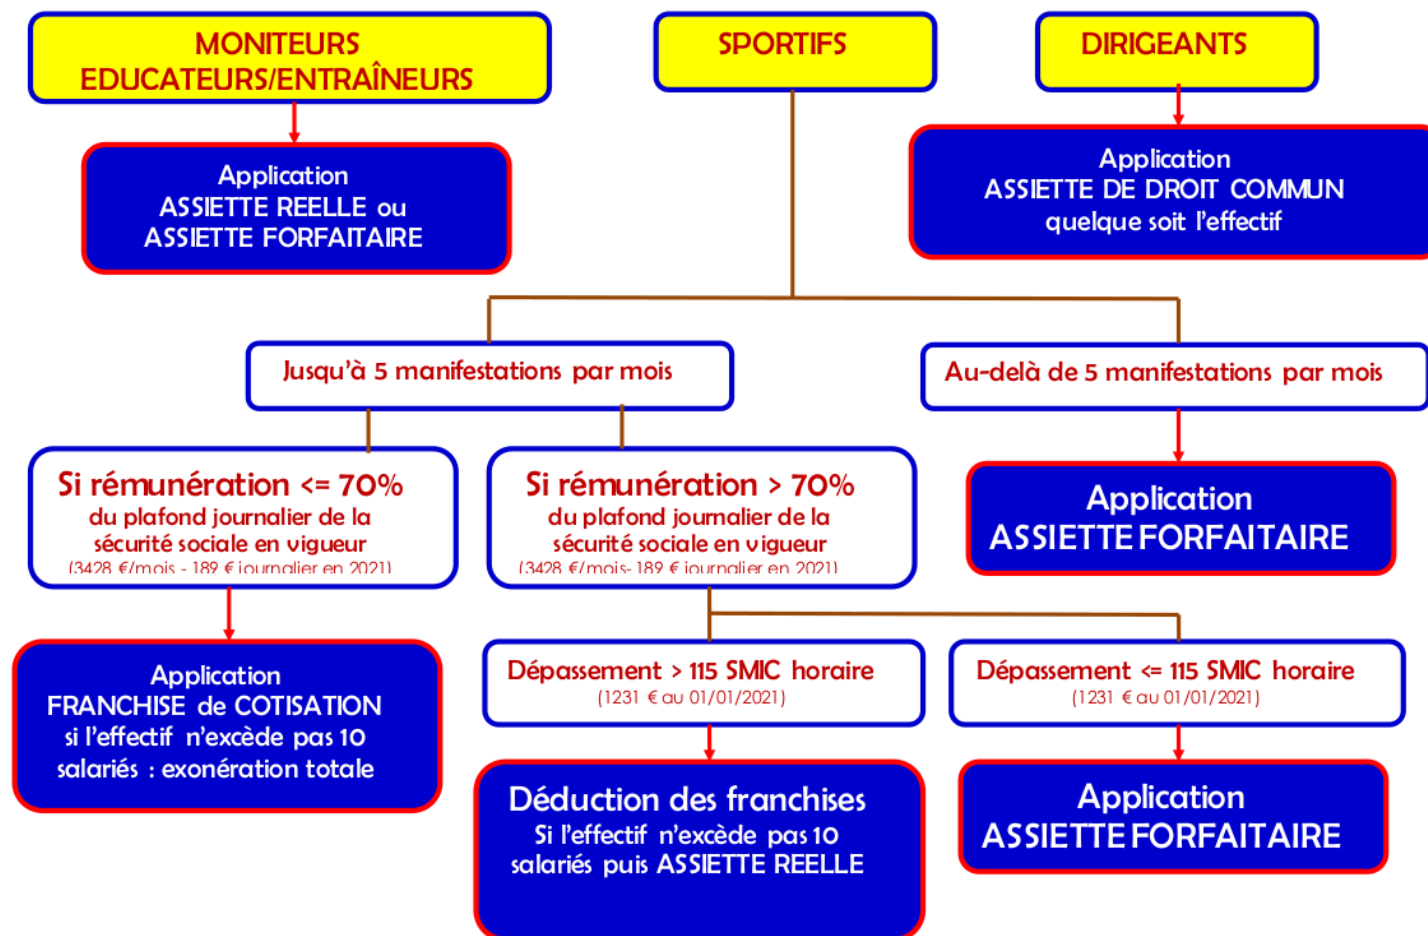 MONITEURS
EDUCATEURS/ENTRAÎNEURS
SPORTIFS
DIRIGEANTS
Application
ASSIETTE REELLE ou
ASSIETTE FORFAITAIRE
Application
ASSIETTE DE DROIT COMMUN
quelque soit l'effectif
Jusqu'à 5 manifestations par mois
Au-delà de 5 manifestations par mois
Si rémunération <= 70%
du plafond journalier de la
sécurité sociale en vigueur
(3428 €/mois - 189 € journalier en 2021)
Si rémunération > 70%
du plafond journalier de la
sécurité sociale en vigueur
(3428 €/mois- 189 € journalier en 2021)
Application
ASSIETTE FORFAITAIRE
Application
FRANCHISE de COTISATION
si l'effectif n'excède pas 10
salariés : exonération totale
Dépassement > 115 SMIC horaire
(1231 € au 01/01/2021)
Dépassement <= 115 SMIC horaire
(1231 € au 01/01/2021)
Déduction des franchises
Si l'effectif n'excède pas 10
salariés puis ASSIETTE REELLE
Application
ASSIETTE FORFAITAIRE